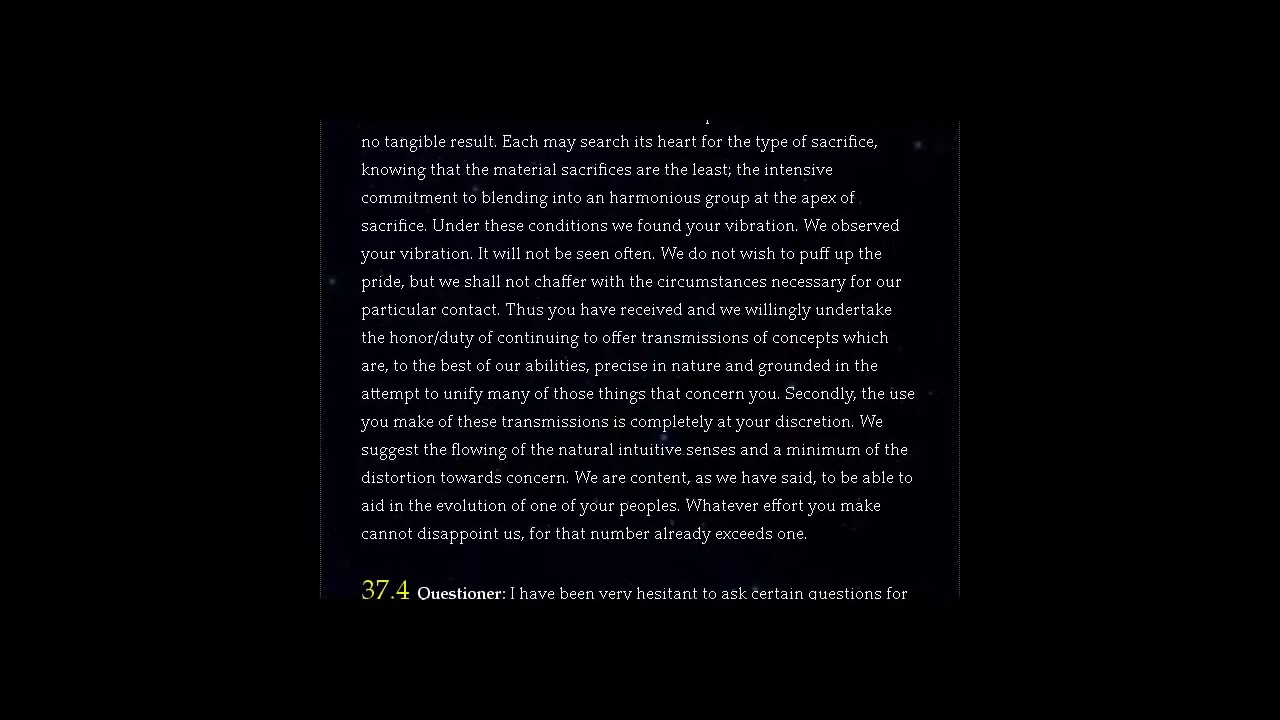 no tangible result. Each may search its heart for the type of sacrifice,
knowing that the material sacrifices are the least; the intensive
commitment to blending into an harmonious group at the apex of
sacrifice. Under these conditions we found your vibration. We observed
your vibration. It will not be seen often. We do not wish to puff up the
pride, but we shall not chaffer with the circumstances necessary for our
particular contact. Thus you have received and we willingly undertake
the honor/duty of continuing to offer transmissions of concepts which
are, to the best of our abilities, precise in nature and grounded in the
attempt to unify many of those things that concern you. Secondly, the use
you make of these transmissions is completely at your discretion. We
suggest the flowing of the natural intuitive senses and a minimum of the
distortion towards concern. We are content, as we have said, to be able to
aid in the evolution of one of your peoples. Whatever effort you make
cannot disappoint us, for that number already exceeds one.
37.4 Questioner: I have been very hesitant to ask certain questions for